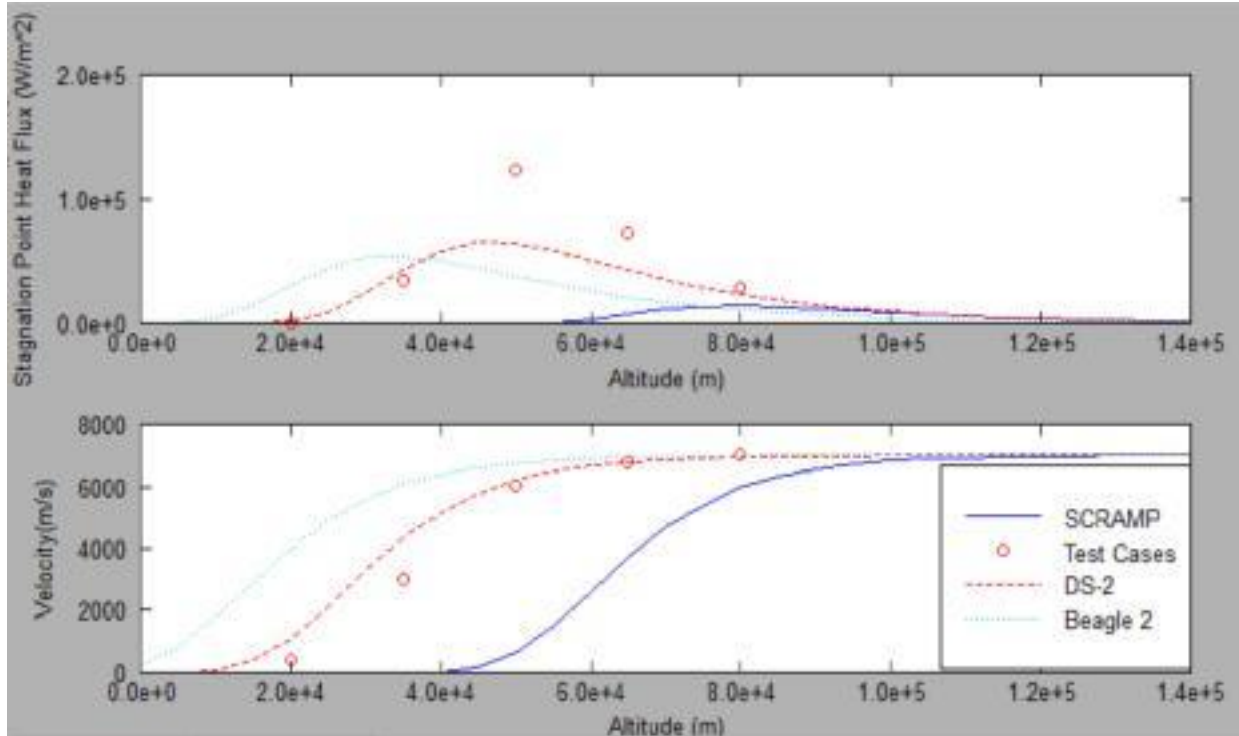 Stagnation Point Heat Flux (W/m^2)
2.0e+5
1.0e+5
0.0e+0
0.0e+0 2.0e+4 4.0e+4 6.0e+4 8.0e+4 1.0e+5 1.2e+5 1.4e+5
Altitude (m)
Velocity(m/s)
8000
6000
4000
2000
0
0.0e+0 2.0e+4 4.0e+4 6.0e+4 8.0e+4 1.0e+5 1.2e+5 1.4e+5
Altitude (m)
SCRAMP
Test Cases
DS-2
Beagle 2